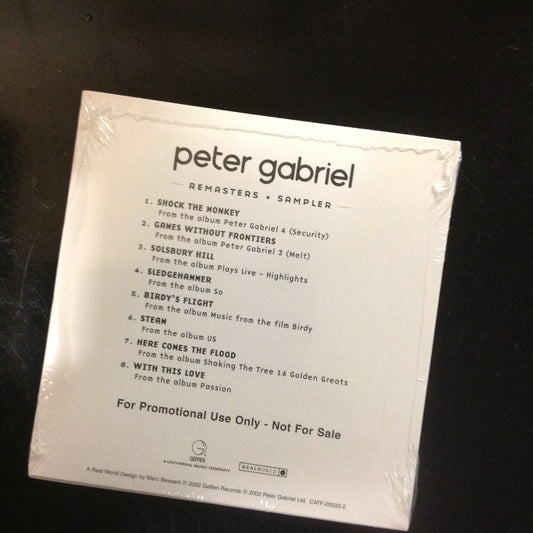 peter gabriel
REMASTERS • SAMPLER
1. SHOCK THE MONKEY
From the album Peter Gabriel 4 (Security)
2. GAMES WITHOUT FRONTIERS
From the album Peter Gabriel 3 (Melt)
3. SOLSBURY HILL
From the album Plays Live - Highlights
4. SLEDGEHAMMER
From the album So
5. BIRDY'S FLIGHT
From the album Music from the film Birdy
6. STEAM
From the album US
7. HERE COMES THE FLOOD
From the album Shaking The Tree 16 Golden Greats
8. WITH THIS LOVE
From the album Passion
For Promotional Use Only - Not For Sale
GEFFEN
A UNIVERSAL MUSIC COMPANY
REALWORLD
A Real World Design by Marc Bessant ℗ 2002 Geffen Records © 2002 Peter Gabriel Ltd. CATF-05033-2